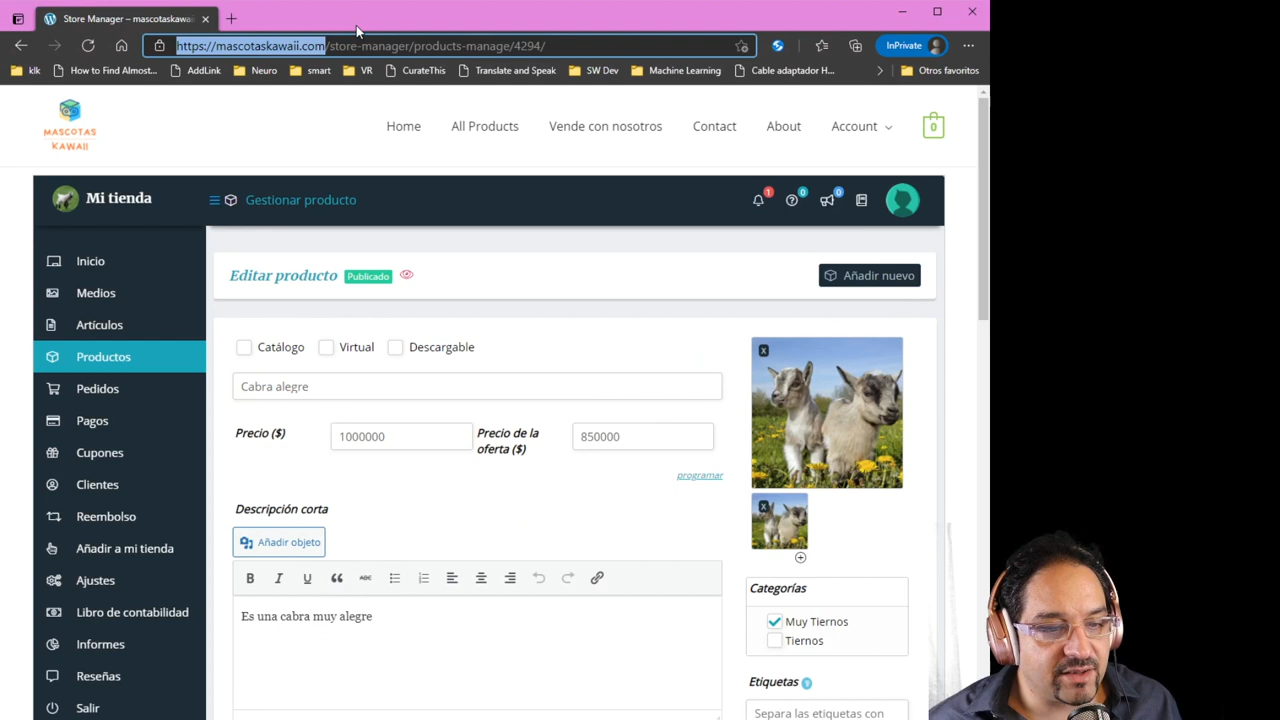 Store Manager – mascotaskawaii
https://mascotaskawaii.com/store-manager/products-manage/4294/
InPrivate
klk
How to Find Almost...
AddLink
Neuro
smart
VR
CurateThis
Translate and Speak
SW Dev
Machine Learning
Cable adaptador H...
Otros favoritos
MASCOTAS
KAWAII
Home
All Products
Vende con nosotros
Contact
About
Account
0
Mi tienda
Gestionar producto
1
0
0
Inicio
Medios
Artículos
Productos
Pedidos
Pagos
Cupones
Clientes
Reembolso
Añadir a mi tienda
Ajustes
Libro de contabilidad
Informes
Reseñas
Salir
Editar producto
Publicado
Añadir nuevo
Catálogo
Virtual
Descargable
Cabra alegre
Precio ($)
1000000
Precio de la
oferta ($)
850000
programar
Descripción corta
Añadir objeto
B I U ABC
Es una cabra muy alegre
X
X
Categorías
Muy Tiernos
Tiernos
Etiquetas
Separa las etiquetas con